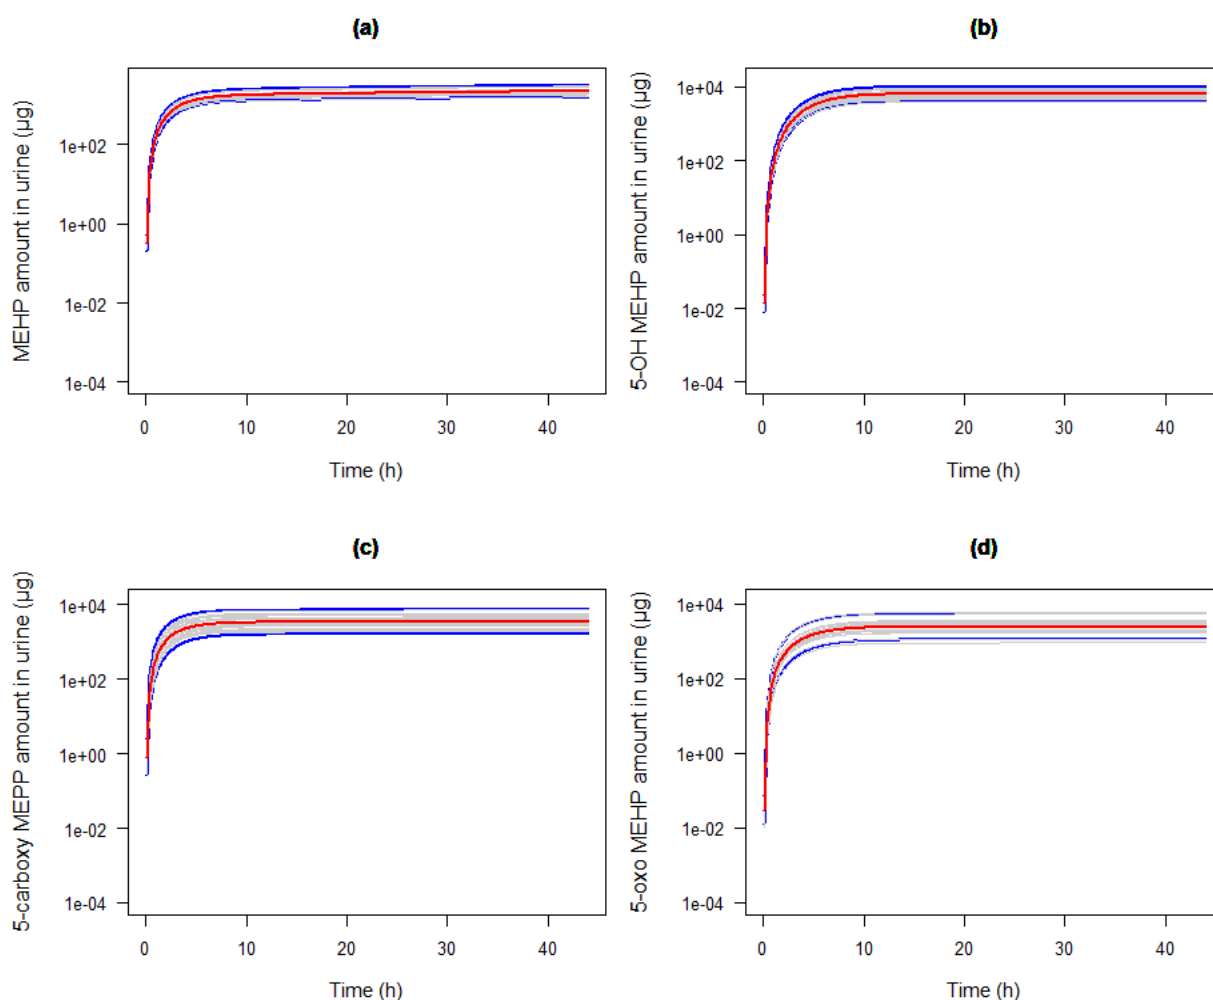 (a)
MEHP amount in urine (µg)
1e+02
1e+00
1e-02
1e-04
0 10 20 30 40
Time (h)
(b)
5-OH MEHP amount in urine (µg)
1e+04
1e+02
1e+00
1e-02
1e-04
0 10 20 30 40
Time (h)
(c)
5-carboxy MEPP amount in urine (µg)
1e+04
1e+02
1e+00
1e-02
1e-04
0 10 20 30 40
Time (h)
(d)
5-oxo MEHP amount in urine (µg)
1e+04
1e+02
1e+00
1e-02
1e-04
0 10 20 30 40
Time (h)